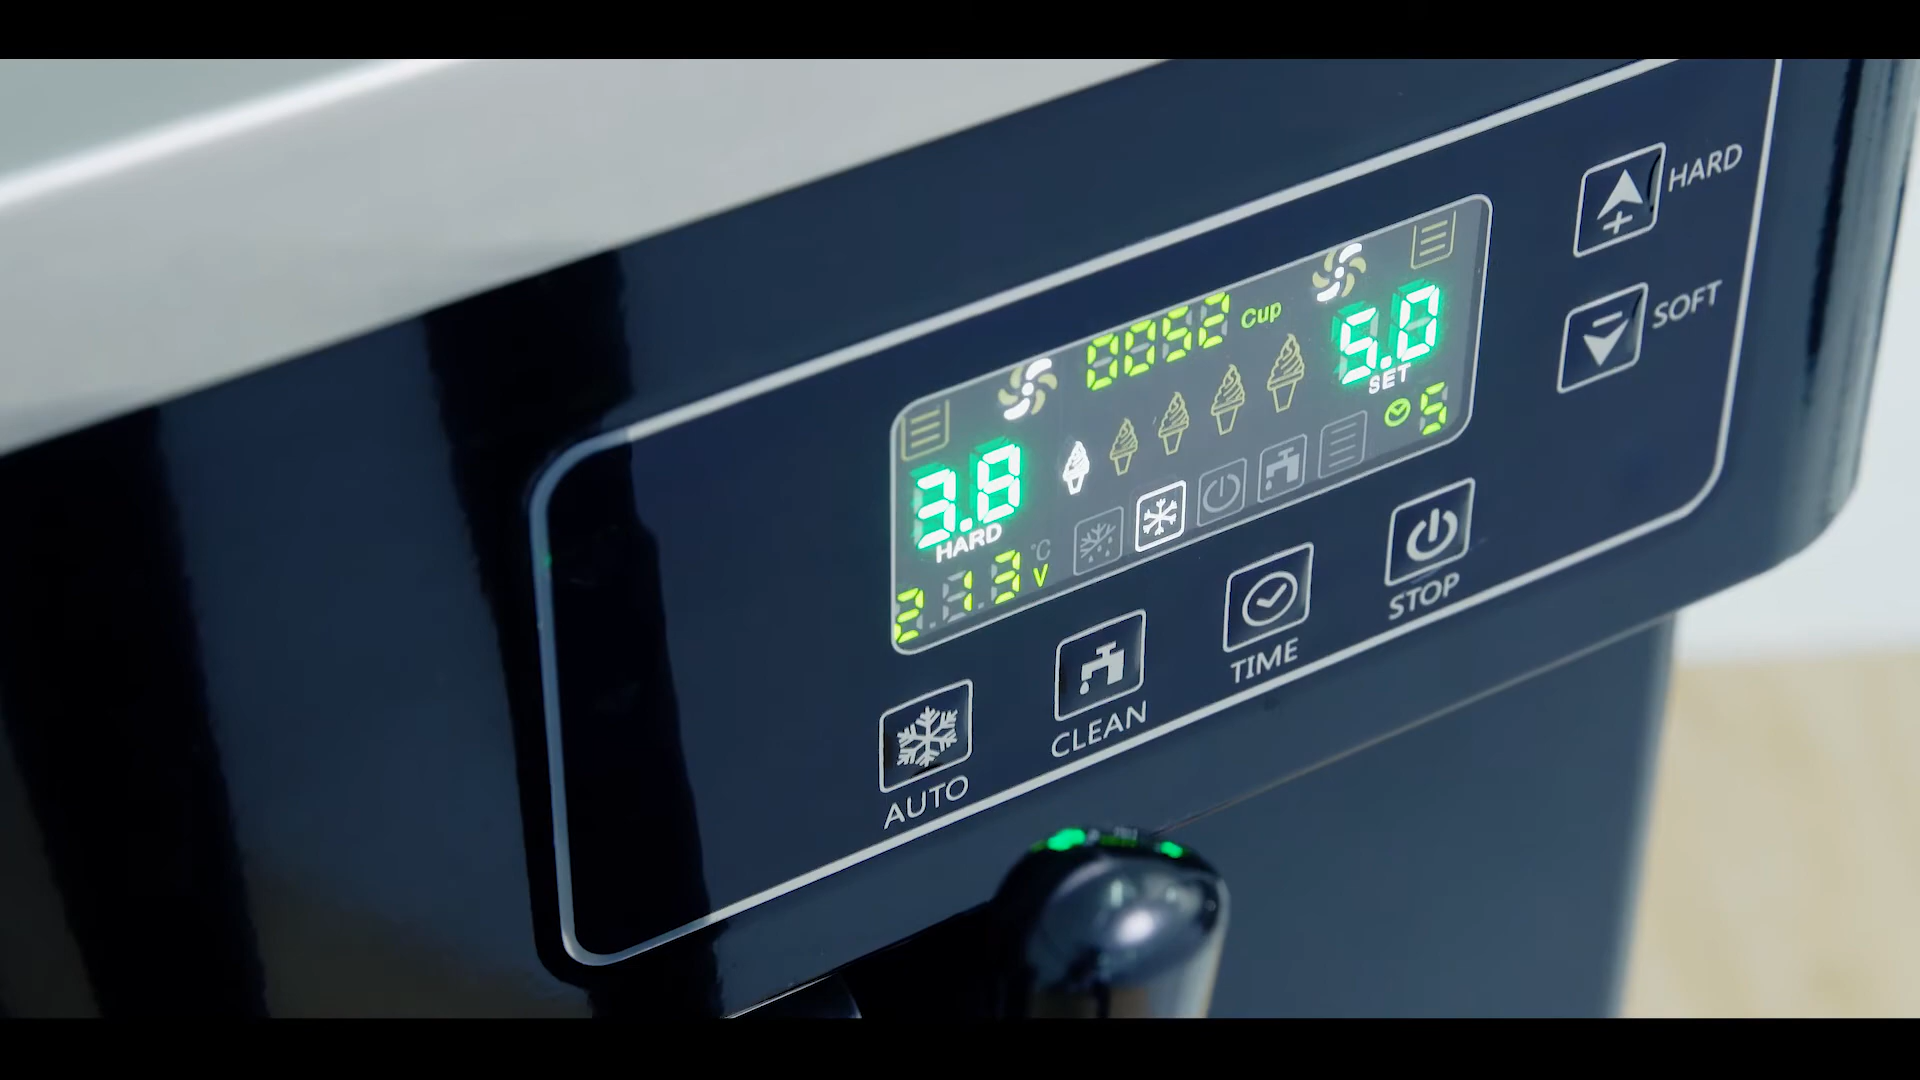 0052 Cup
5.0
SET
5
3.8
HARD
°C
213 V
HARD
SOFT
AUTO
CLEAN
TIME
STOP